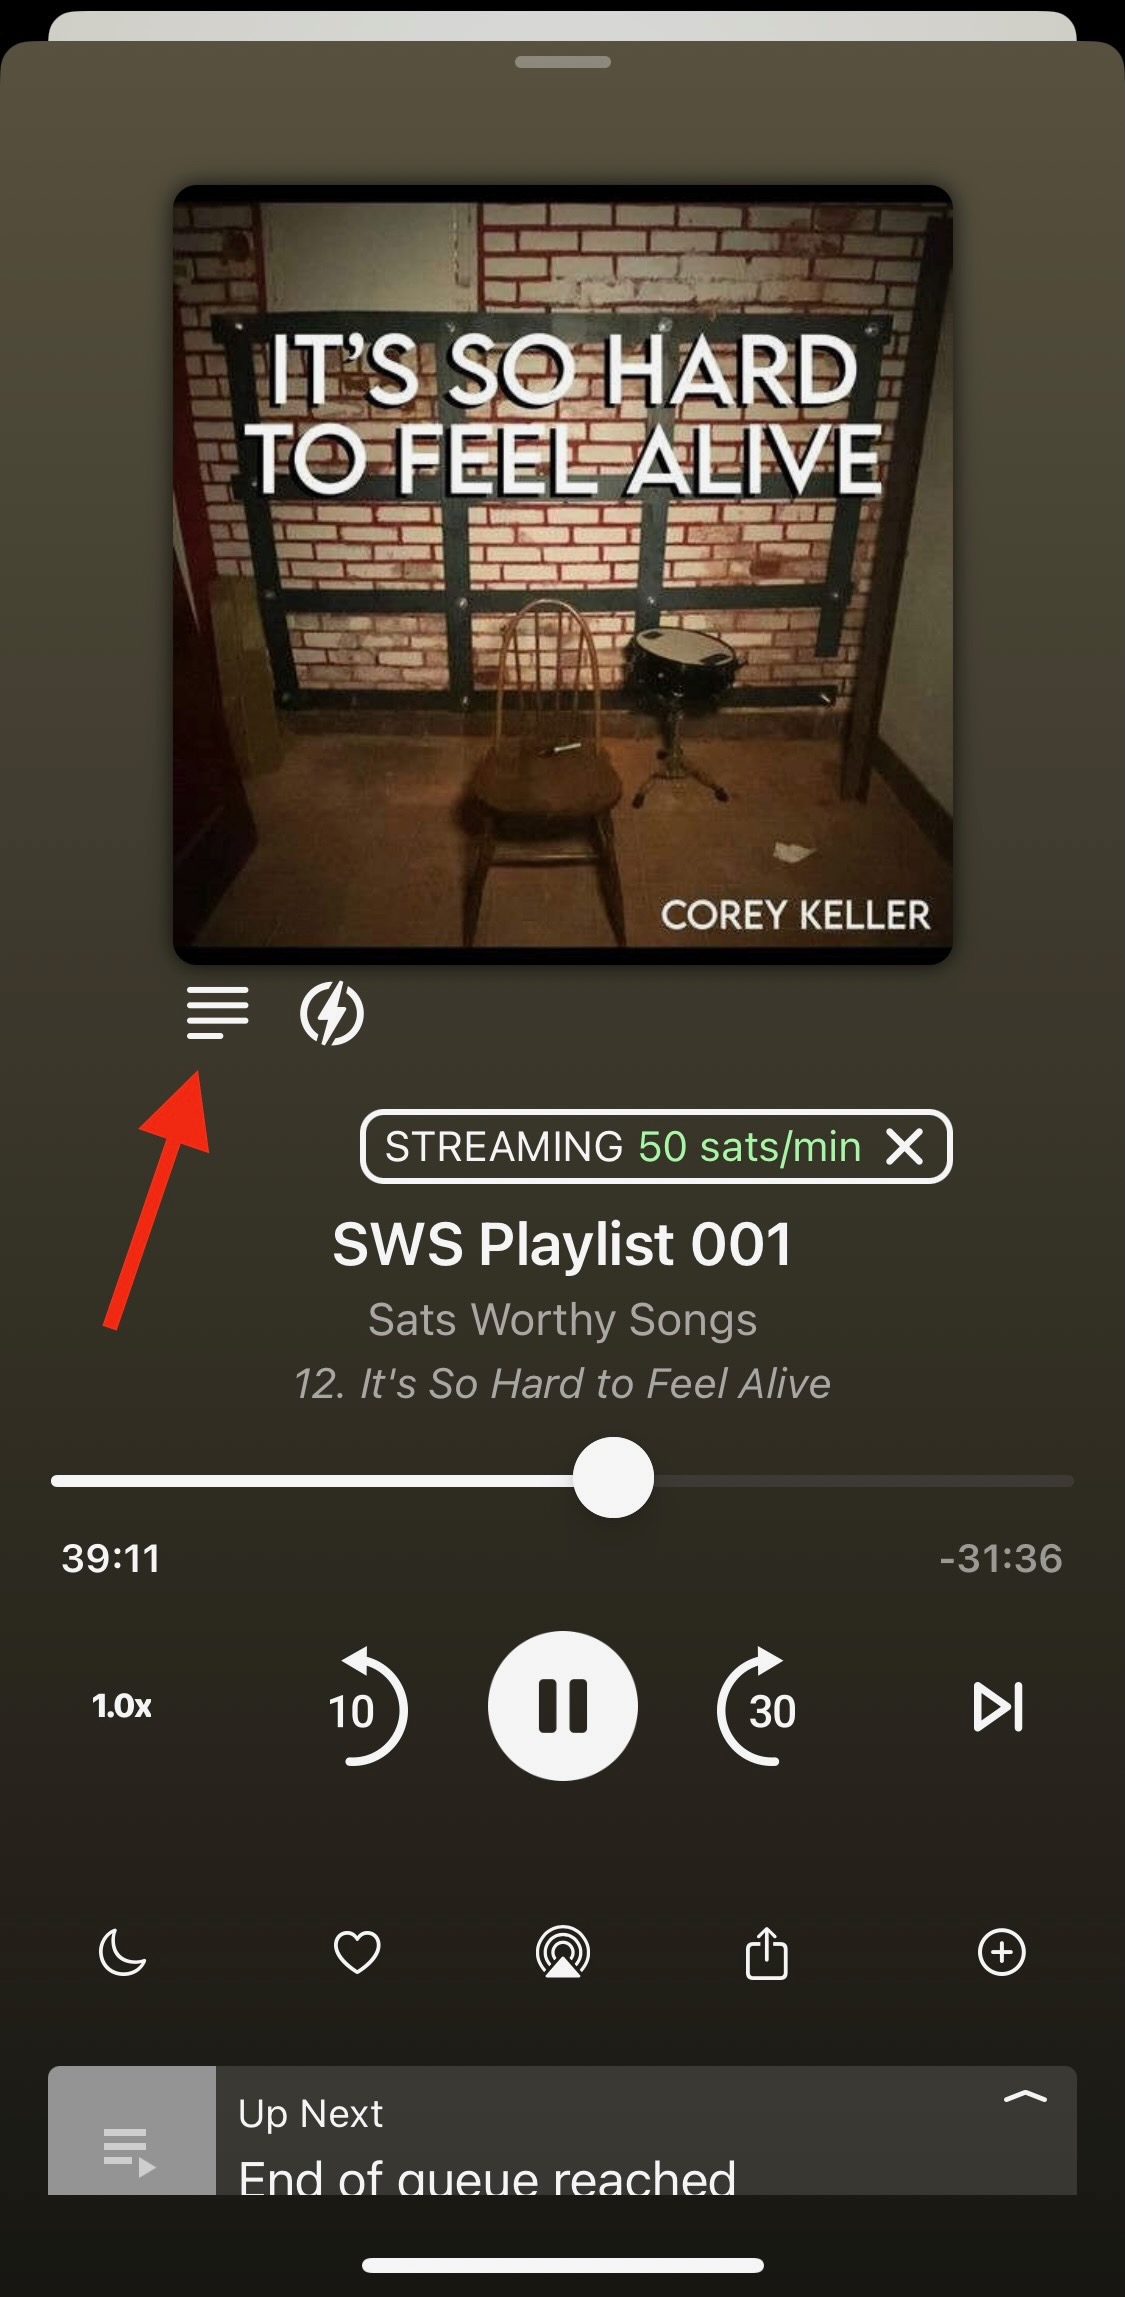 IT'S SO HARD
TO FEEL ALIVE
COREY KELLER
STREAMING 50 sats/min
SWS Playlist 001
Sats Worthy Songs
12. It's So Hard to Feel Alive
39:11
-31:36
1.0x
10
30
Up Next
End of queue reached